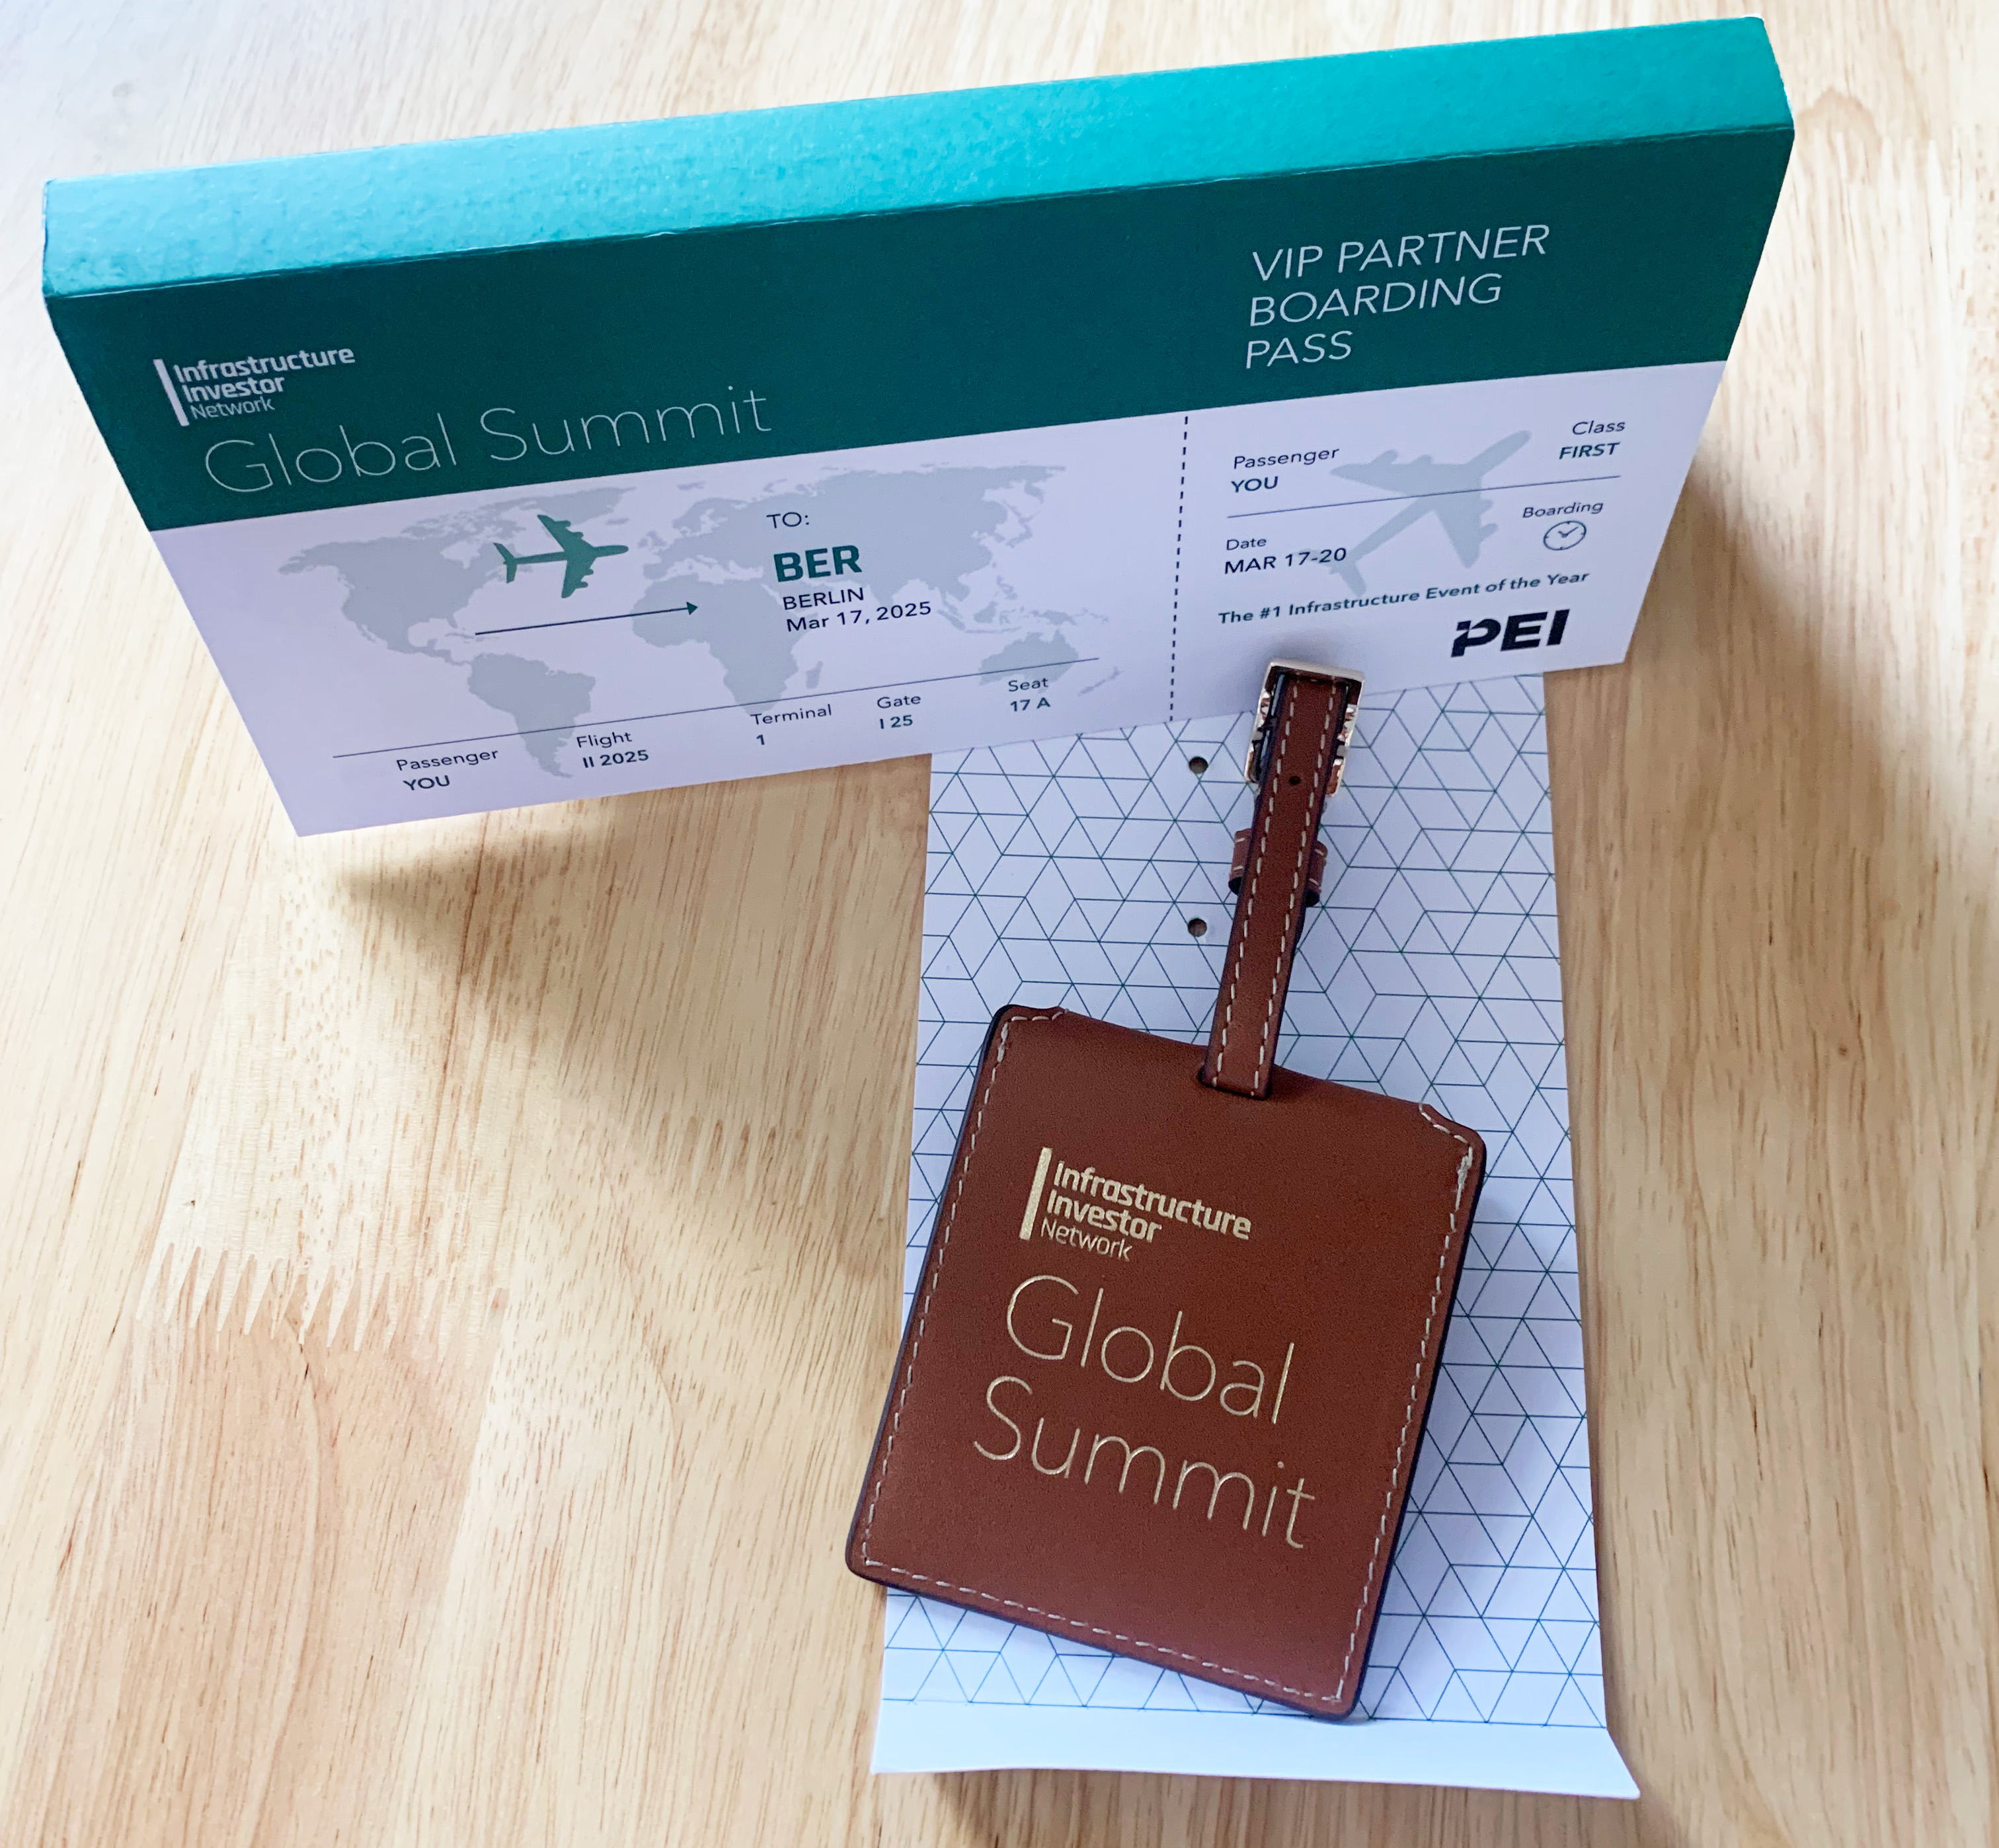 Infrastructure
Investor
Network
Global Summit
VIP PARTNER
BOARDING
PASS
TO:
BER
BERLIN
Mar 17, 2025
Passenger
YOU
Flight
II 2025
Terminal
1
Gate
I 25
Seat
17 A
Passenger
YOU
Class
FIRST
Date
MAR 17-20
Boarding
The #1 Infrastructure Event of the Year
PEI
Infrastructure
Investor
Network
Global
Summit